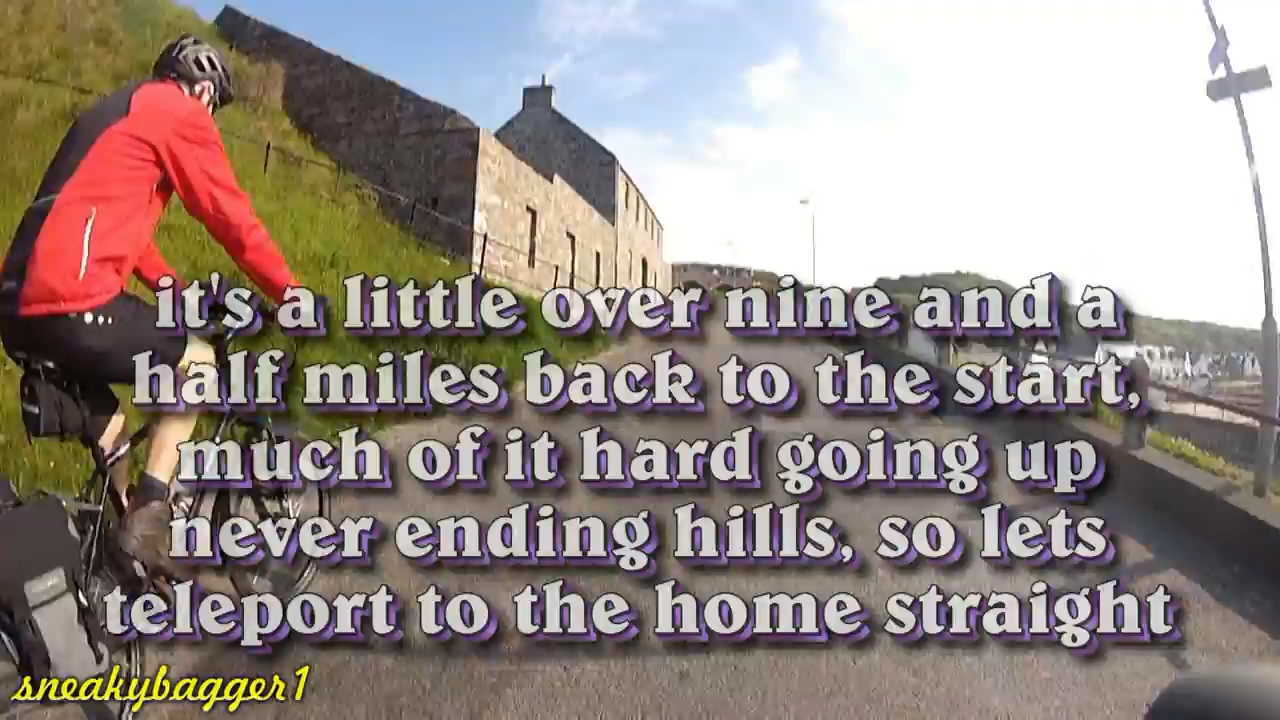 it's a little over nine and a
half miles back to the start,
much of it hard going up
never ending hills, so lets
teleport to the home straight
sneakybagger1